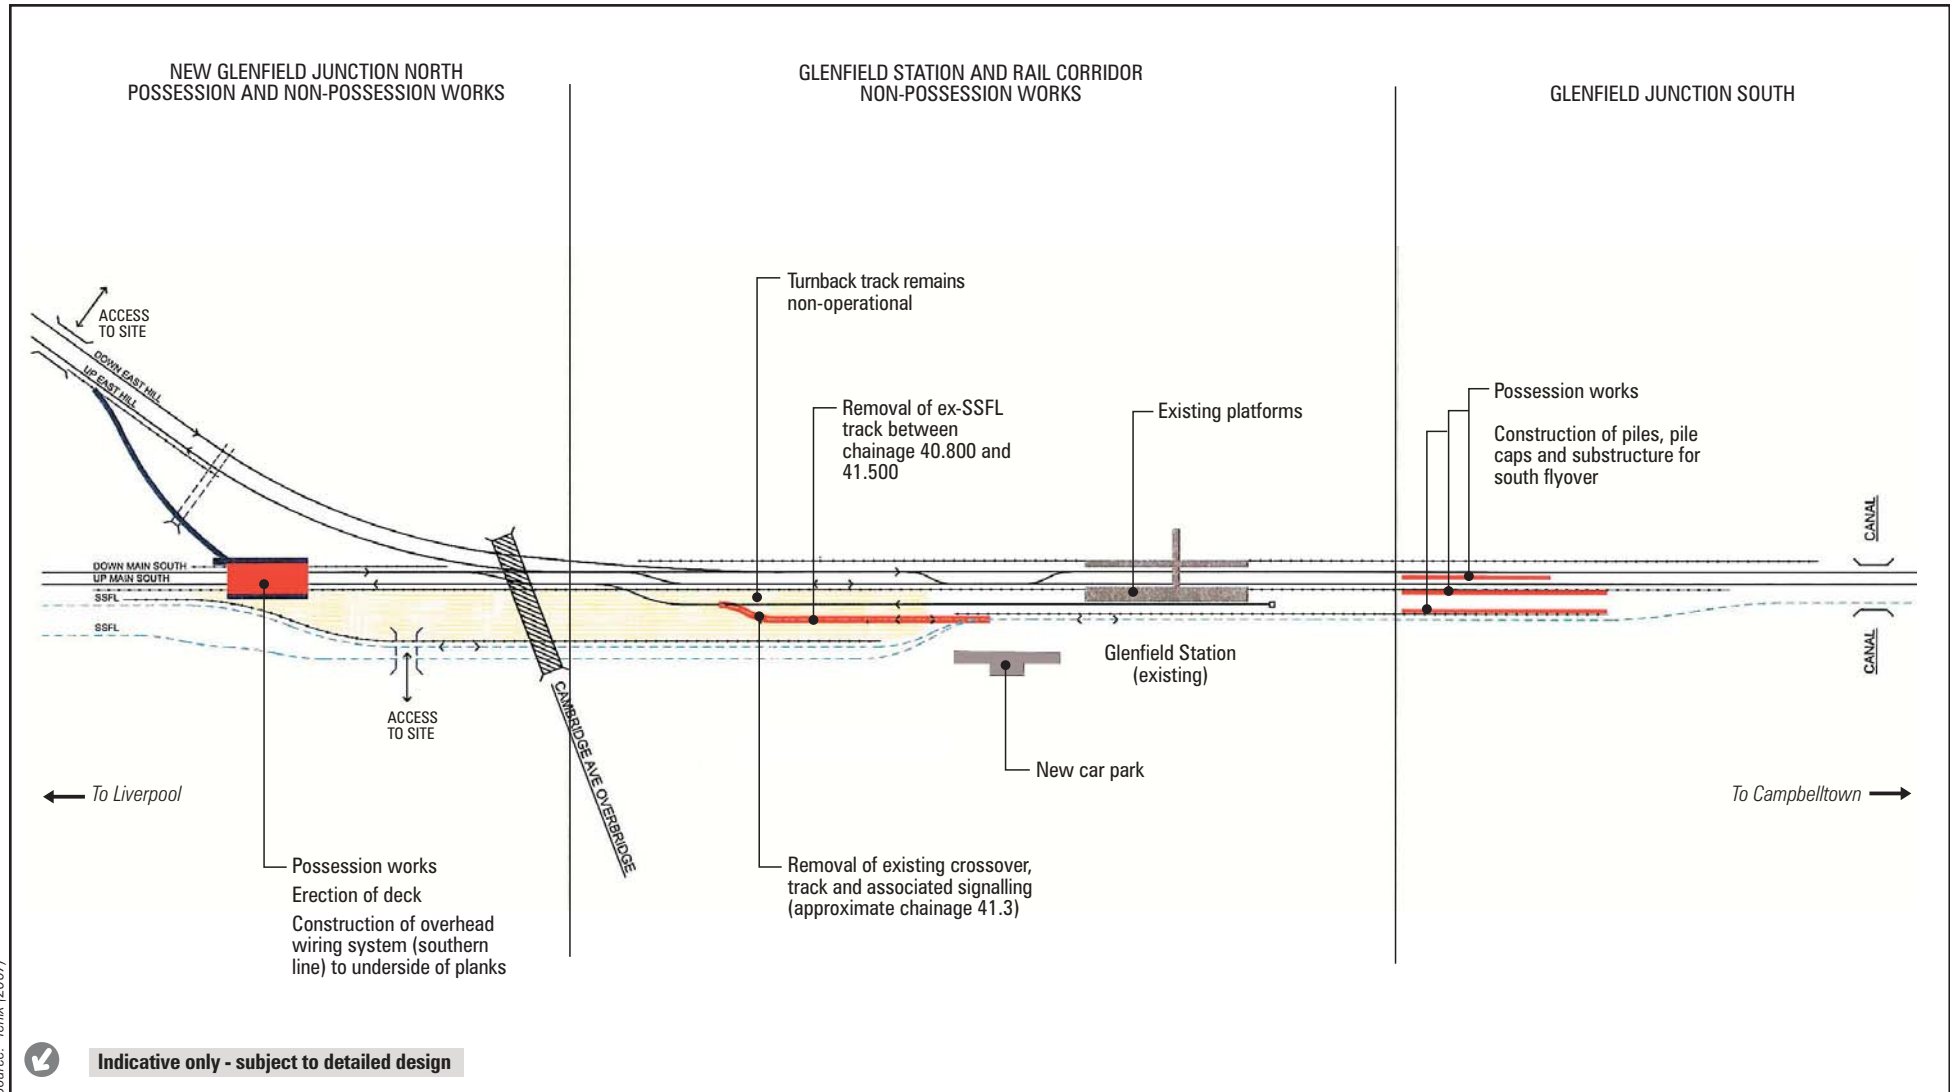 NEW GLENFIELD JUNCTION NORTH
POSSESSION AND NON-POSSESSION WORKS
GLENFIELD STATION AND RAIL CORRIDOR
NON-POSSESSION WORKS
GLENFIELD JUNCTION SOUTH
Turnback track remains
non-operational
ACCESS
TO SITE
DOWN EAST HILL
UP EAST HILL
Removal of ex-SSFL
track between
chainage 40.800 and
41.500
Existing platforms
Possession works
Construction of piles, pile
caps and substructure for
south flyover
CANAL
DOWN MAIN SOUTH
UP MAIN SOUTH
SSFL
SSFL
CANAL
Glenfield Station
(existing)
ACCESS
TO SITE
CAMBRIDGE AVE OVERBRIDGE
New car park
To Liverpool
To Campbelltown
Possession works
Erection of deck
Construction of overhead
wiring system (southern
line) to underside of planks
Removal of existing crossover,
track and associated signalling
(approximate chainage 41.3)
Indicative only - subject to detailed design